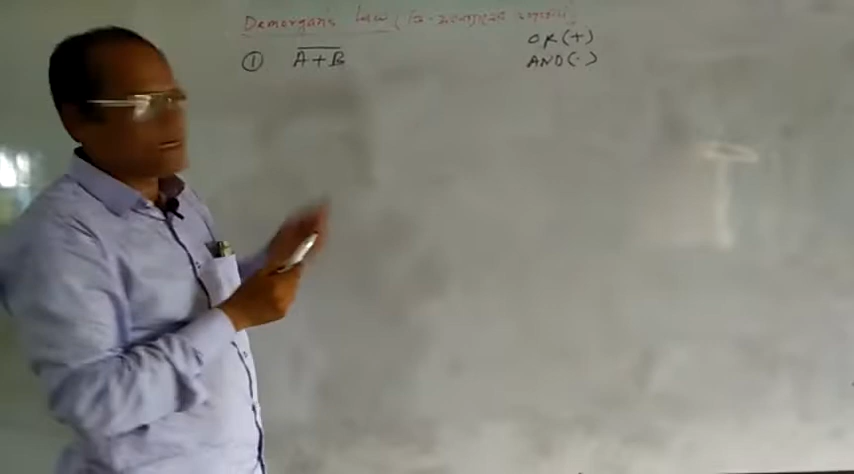 Demorgan's Law
① A̅+̅B̅
OR(+)
AND(·)